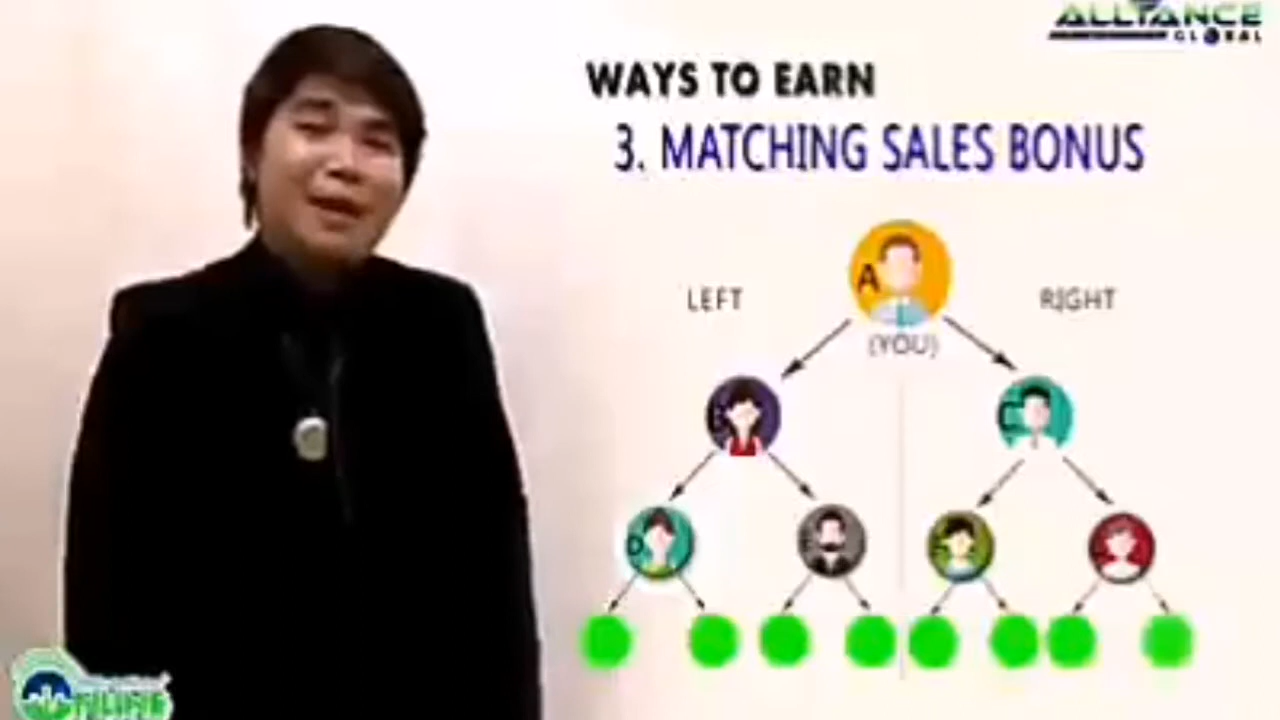 ALLIANCE
GLOBAL
WAYS TO EARN
3. MATCHING SALES BONUS
LEFT
A
RIGHT
(YOU)
D